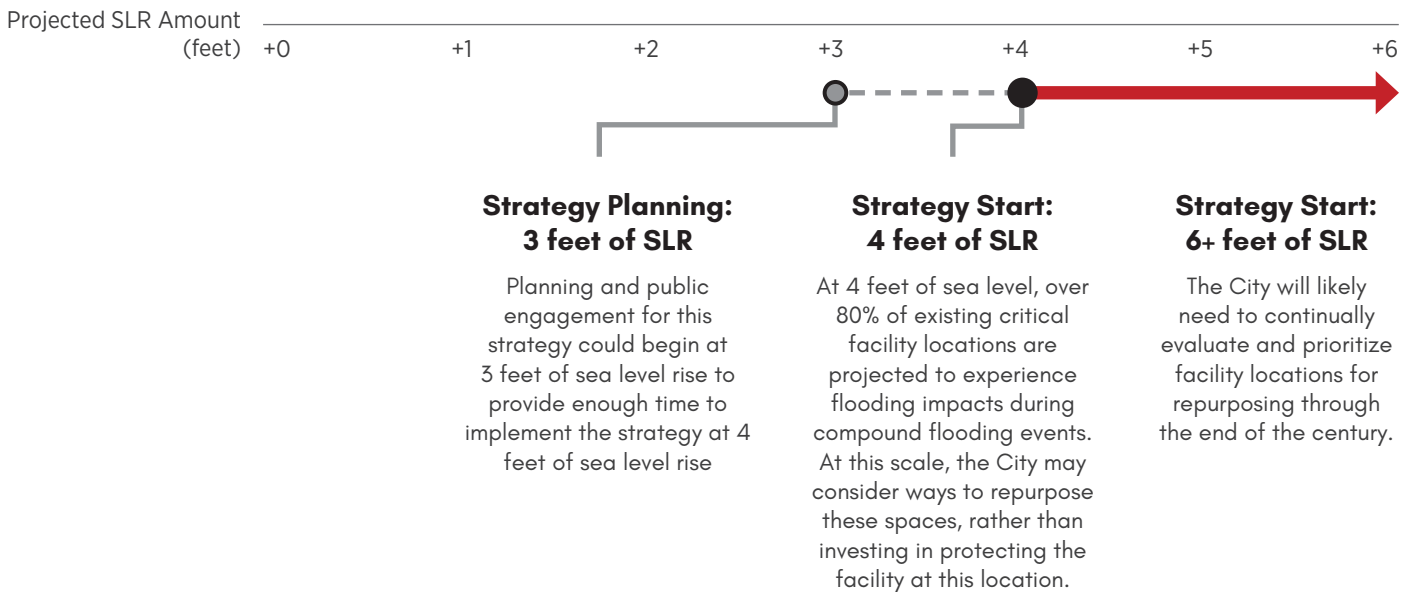 Projected SLR Amount
(feet)
+0 +1 +2 +3 +4 +5 +6
Strategy Planning:
3 feet of SLR
Planning and public
engagement for this
strategy could begin at
3 feet of sea level rise to
provide enough time to
implement the strategy at 4
feet of sea level rise
Strategy Start:
4 feet of SLR
At 4 feet of sea level, over
80% of existing critical
facility locations are
projected to experience
flooding impacts during
compound flooding events.
At this scale, the City may
consider ways to repurpose
these spaces, rather than
investing in protecting the
facility at this location.
Strategy Start:
6+ feet of SLR
The City will likely
need to continually
evaluate and prioritize
facility locations for
repurposing through
the end of the century.